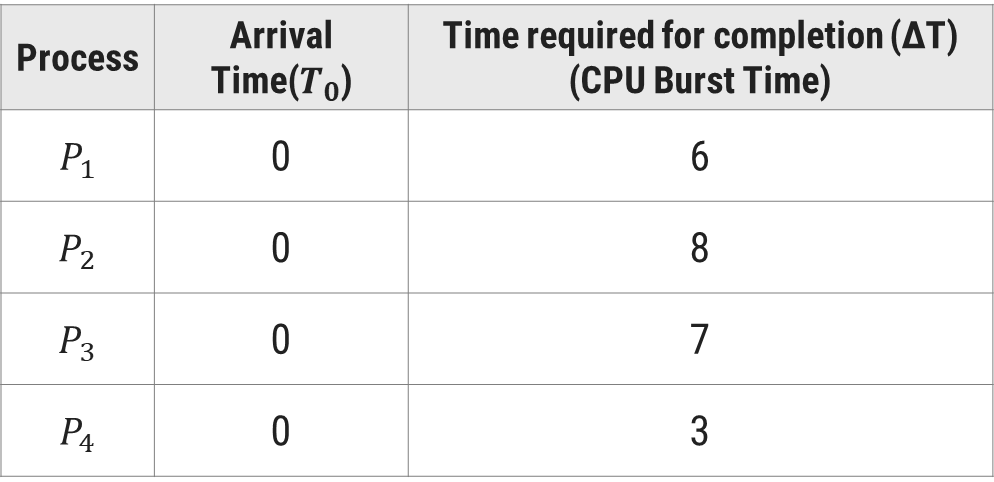 Process
Arrival
Time(T₀)
Time required for completion (ΔT)
(CPU Burst Time)
P₁ 0 6
P₂ 0 8
P₃ 0 7
P₄ 0 3